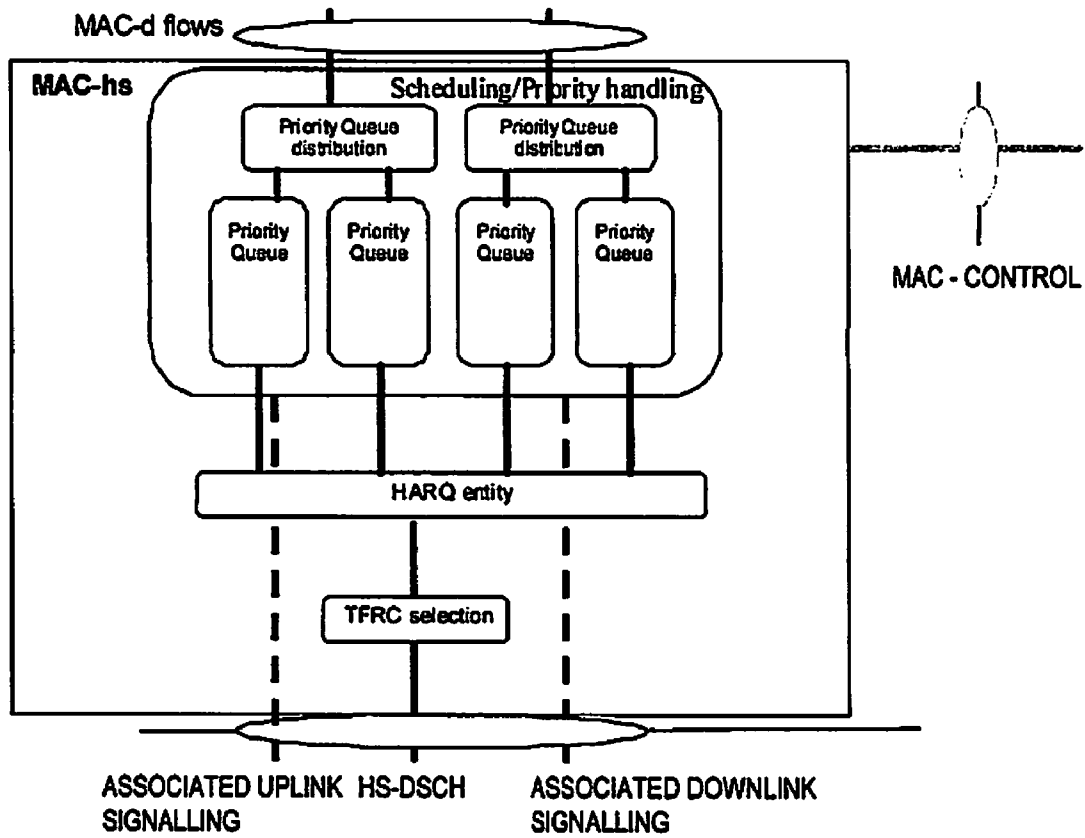 MAC-d flows
MAC-hs
Scheduling/Priority handling
Priority Queue
distribution
Priority Queue
distribution
Priority
Queue
Priority
Queue
Priority
Queue
Priority
Queue
MAC - CONTROL
HARQ entity
TFRC selection
ASSOCIATED UPLINK
SIGNALLING
HS-DSCH
ASSOCIATED DOWNLINK
SIGNALLING